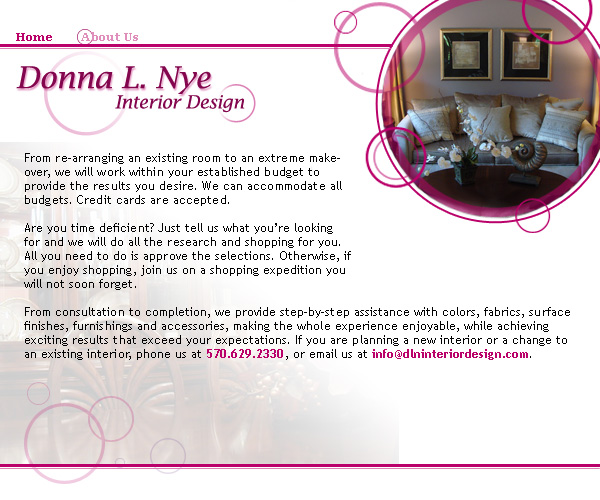 Home About Us
Donna L. Nye
Interior Design
From re-arranging an existing room to an extreme make-
over, we will work within your established budget to
provide the results you desire. We can accommodate all
budgets. Credit cards are accepted.
Are you time deficient? Just tell us what you're looking
for and we will do all the research and shopping for you.
All you need to do is approve the selections. Otherwise, if
you enjoy shopping, join us on a shopping expedition you
will not soon forget.
From consultation to completion, we provide step-by-step assistance with colors, fabrics, surface
finishes, furnishings and accessories, making the whole experience enjoyable, while achieving
exciting results that exceed your expectations. If you are planning a new interior or a change to
an existing interior, phone us at 570.629.2330, or email us at info@dlninteriordesign.com.